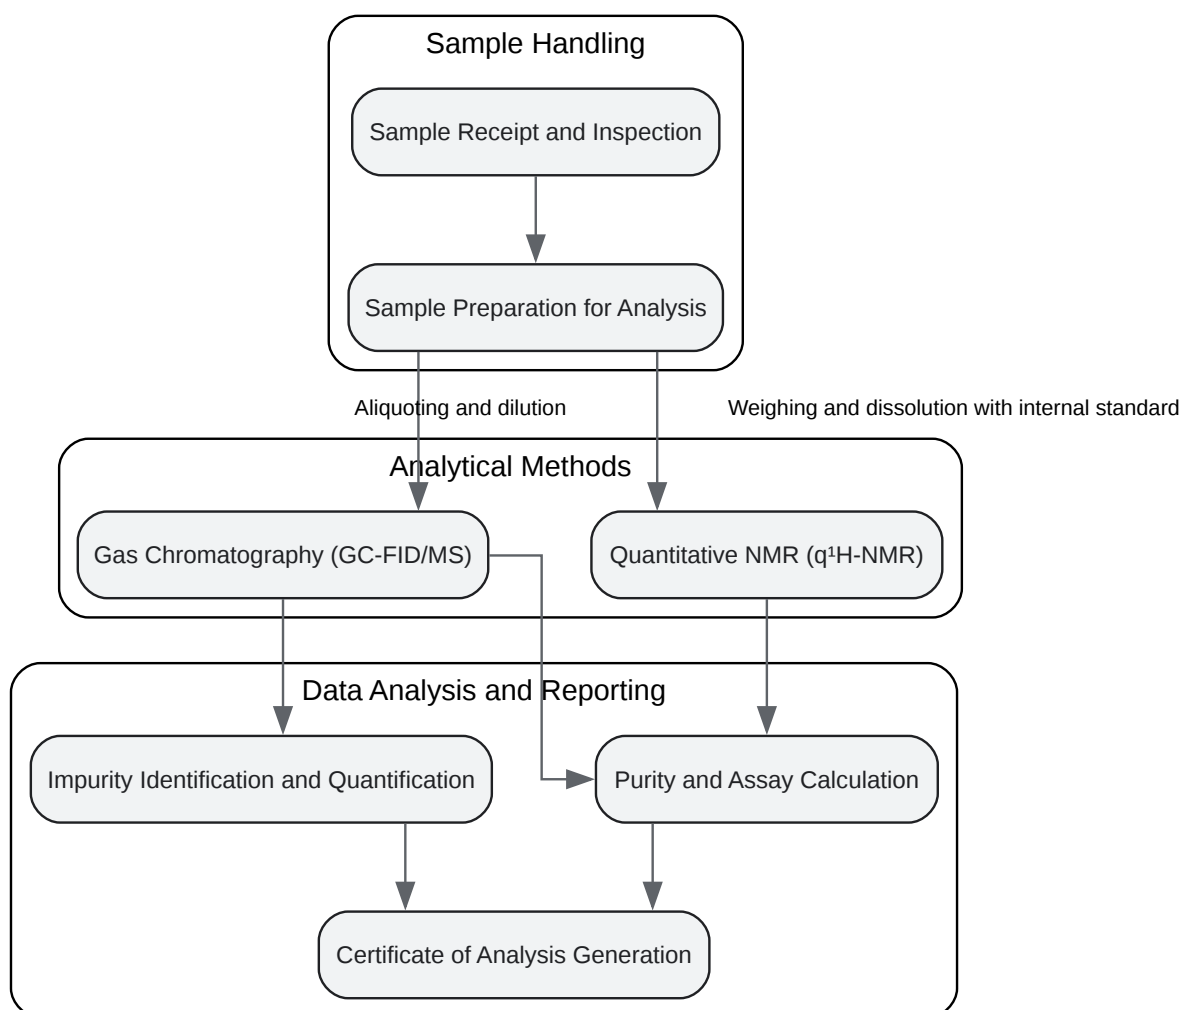 Sample Handling
Sample Receipt and Inspection
Sample Preparation for Analysis
Aliquoting and dilution
Weighing and dissolution with internal standard
Analytical Methods
Gas Chromatography (GC-FID/MS)
Quantitative NMR (q¹H-NMR)
Data Analysis and Reporting
Impurity Identification and Quantification
Purity and Assay Calculation
Certificate of Analysis Generation